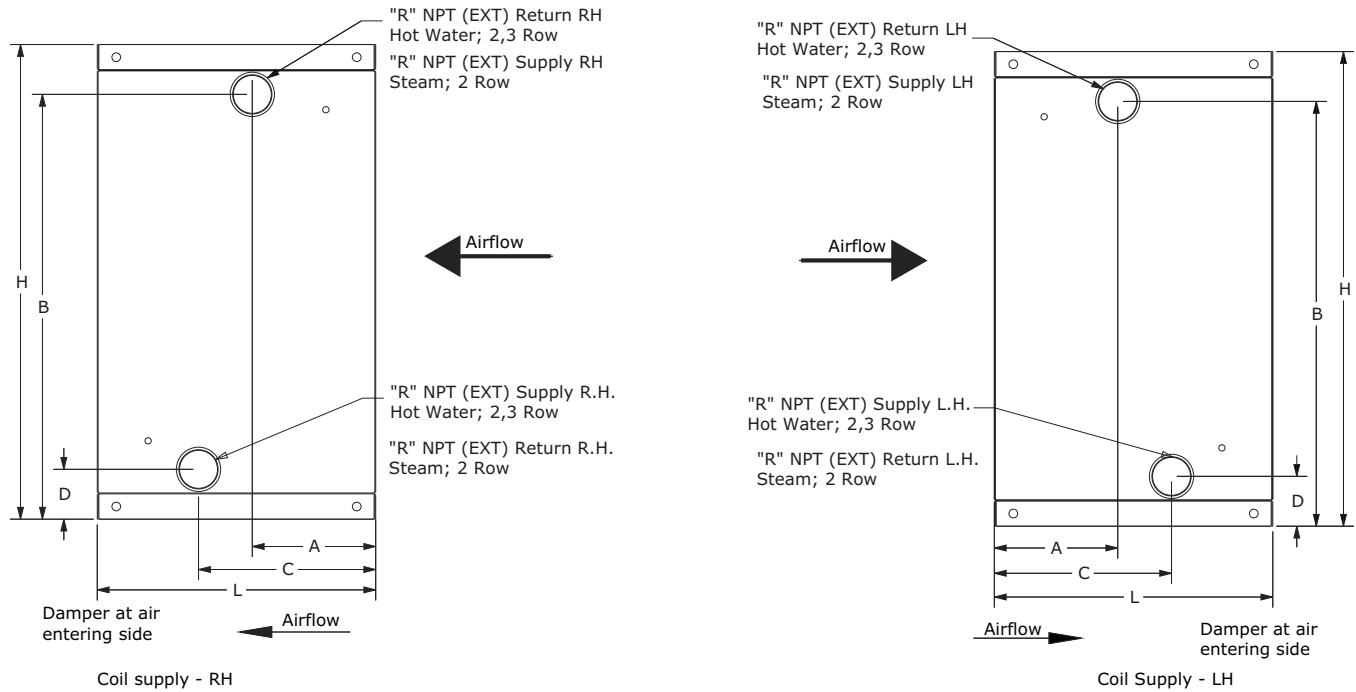 "R" NPT (EXT) Return RH
Hot Water; 2,3 Row
"R" NPT (EXT) Supply RH
Steam; 2 Row
H
B
Airflow
"R" NPT (EXT) Supply R.H.
Hot Water; 2,3 Row
"R" NPT (EXT) Return R.H.
Steam; 2 Row
D
A
C
L
Damper at air
entering side
Airflow
Coil supply - RH
"R" NPT (EXT) Return LH
Hot Water; 2,3 Row
"R" NPT (EXT) Supply LH
Steam; 2 Row
Airflow
H
B
"R" NPT (EXT) Supply L.H.
Hot Water; 2,3 Row
"R" NPT (EXT) Return L.H.
Steam; 2 Row
D
A
C
L
Airflow
Damper at air
entering side
Coil Supply - LH